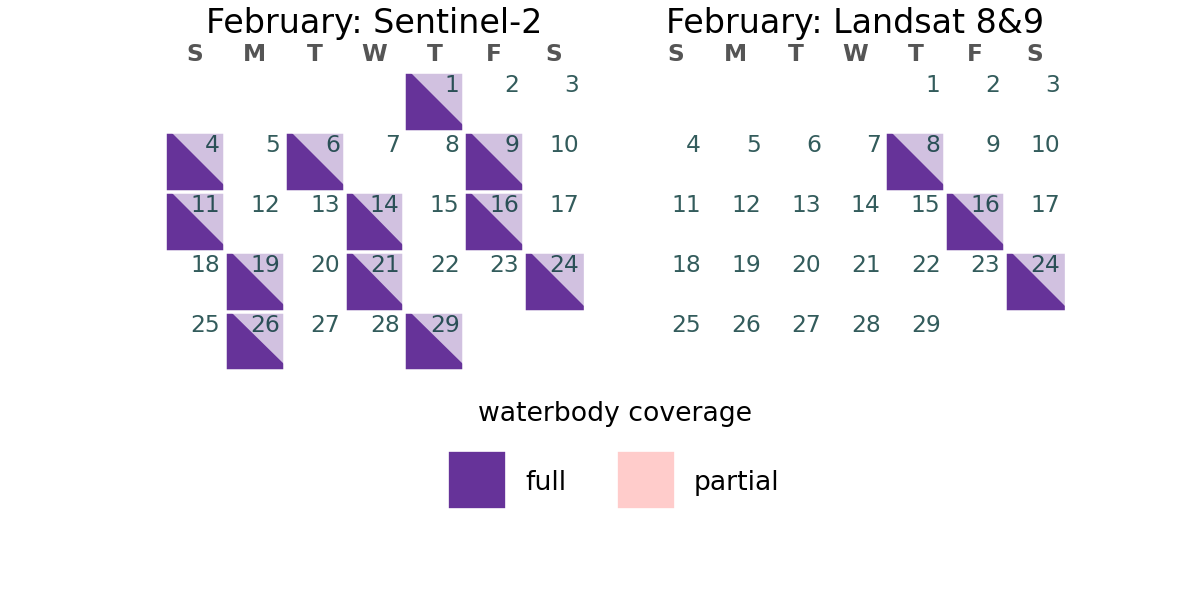 February: Sentinel-2
S M T W T F S
1 2 3
4 5 6 7 8 9 10
11 12 13 14 15 16 17
18 19 20 21 22 23 24
25 26 27 28 29
February: Landsat 8&9
S M T W T F S
1 2 3
4 5 6 7 8 9 10
11 12 13 14 15 16 17
18 19 20 21 22 23 24
25 26 27 28 29
waterbody coverage
full partial